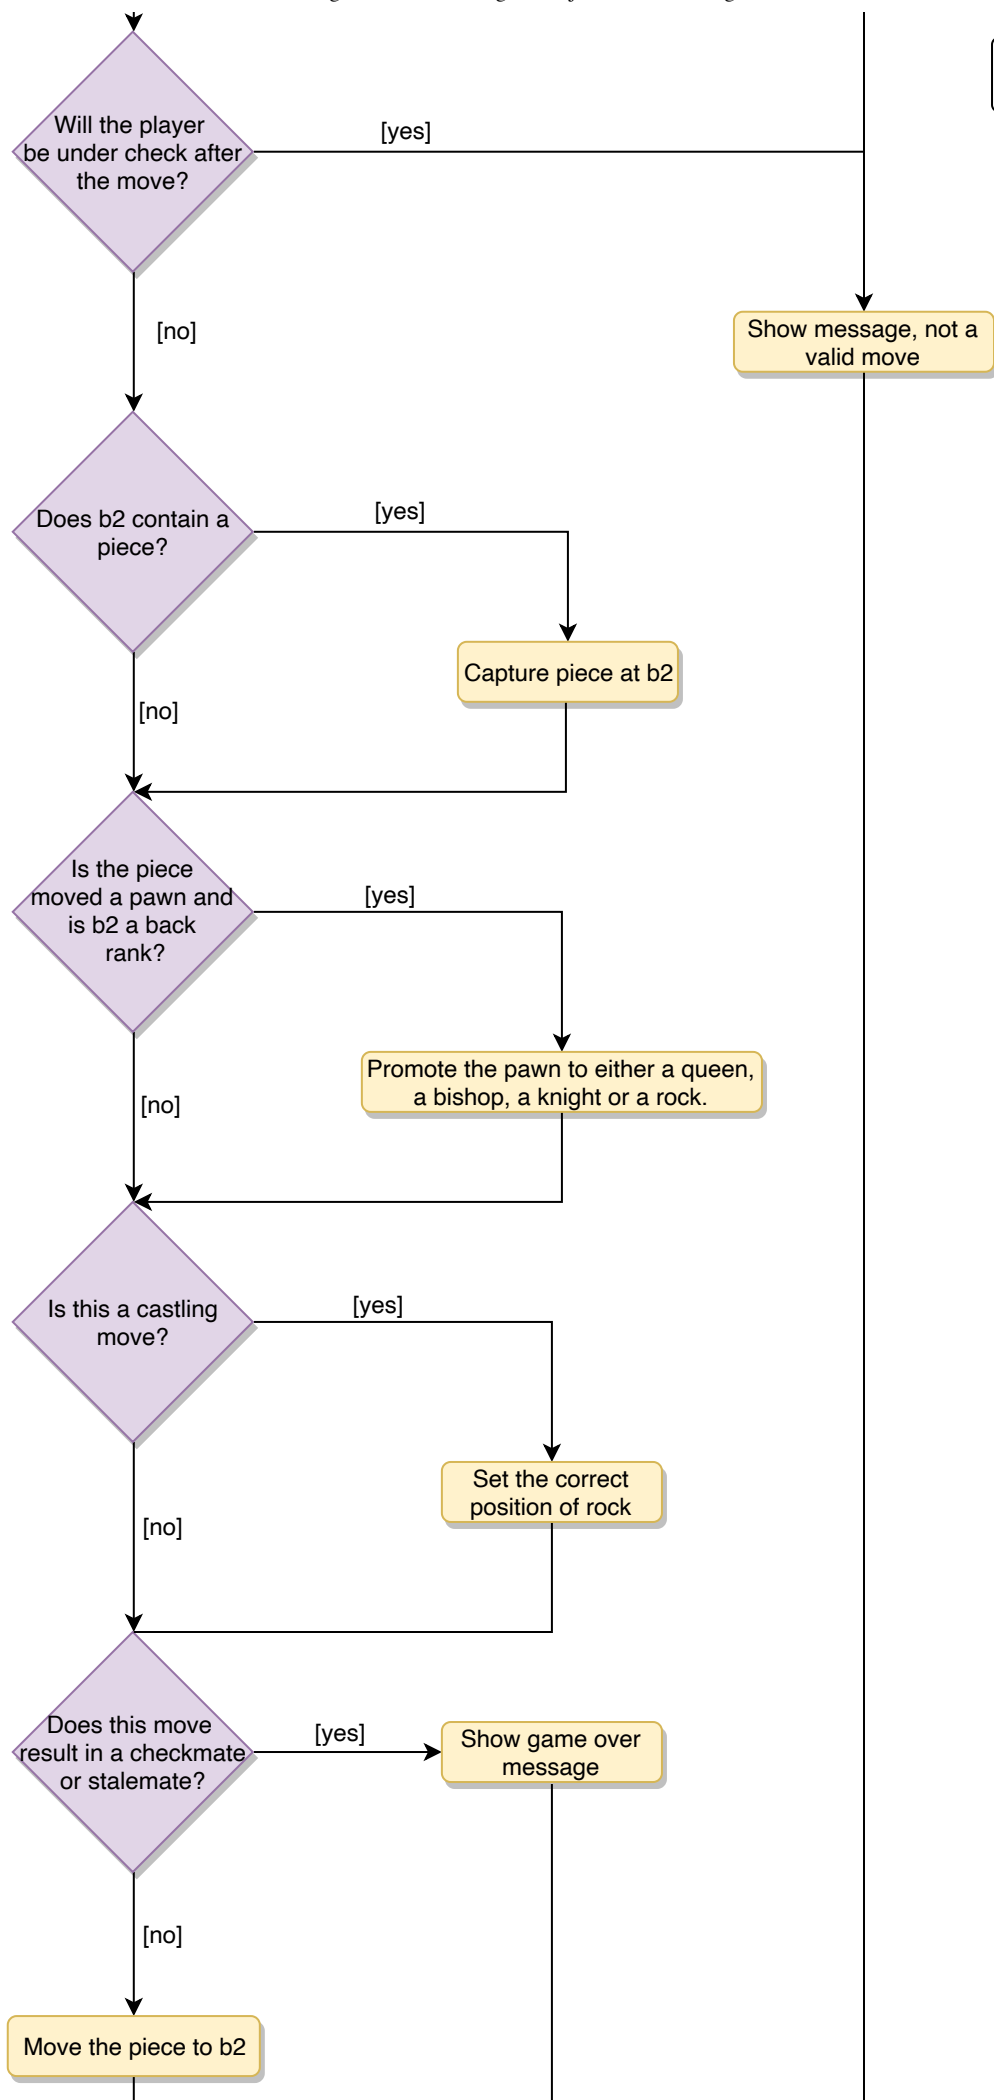 Will the player
be under check after
the move?
[yes]
[no]
Show message, not a
valid move
Does b2 contain a
piece?
[yes]
Capture piece at b2
[no]
Is the piece
moved a pawn and
is b2 a back
rank?
[yes]
Promote the pawn to either a queen,
a bishop, a knight or a rock.
[no]
Is this a castling
move?
[yes]
Set the correct
position of rock
[no]
Does this move
result in a checkmate
or stalemate?
[yes]
Show game over
message
[no]
Move the piece to b2